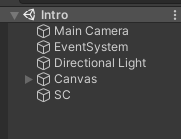 Intro
Main Camera
EventSystem
Directional Light
Canvas
SC